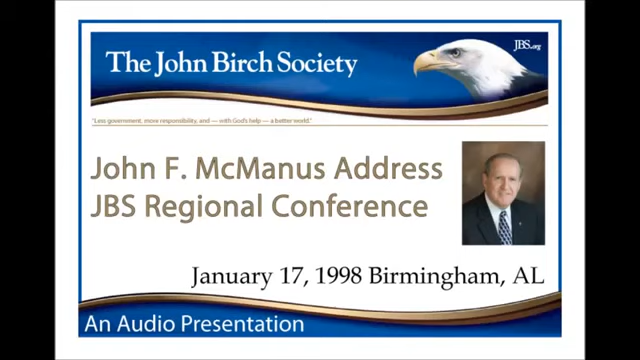 The John Birch Society
JBS.org
"Less government, more responsibility, and — with God's help — a better world."
John F. McManus Address
JBS Regional Conference
January 17, 1998 Birmingham, AL
An Audio Presentation